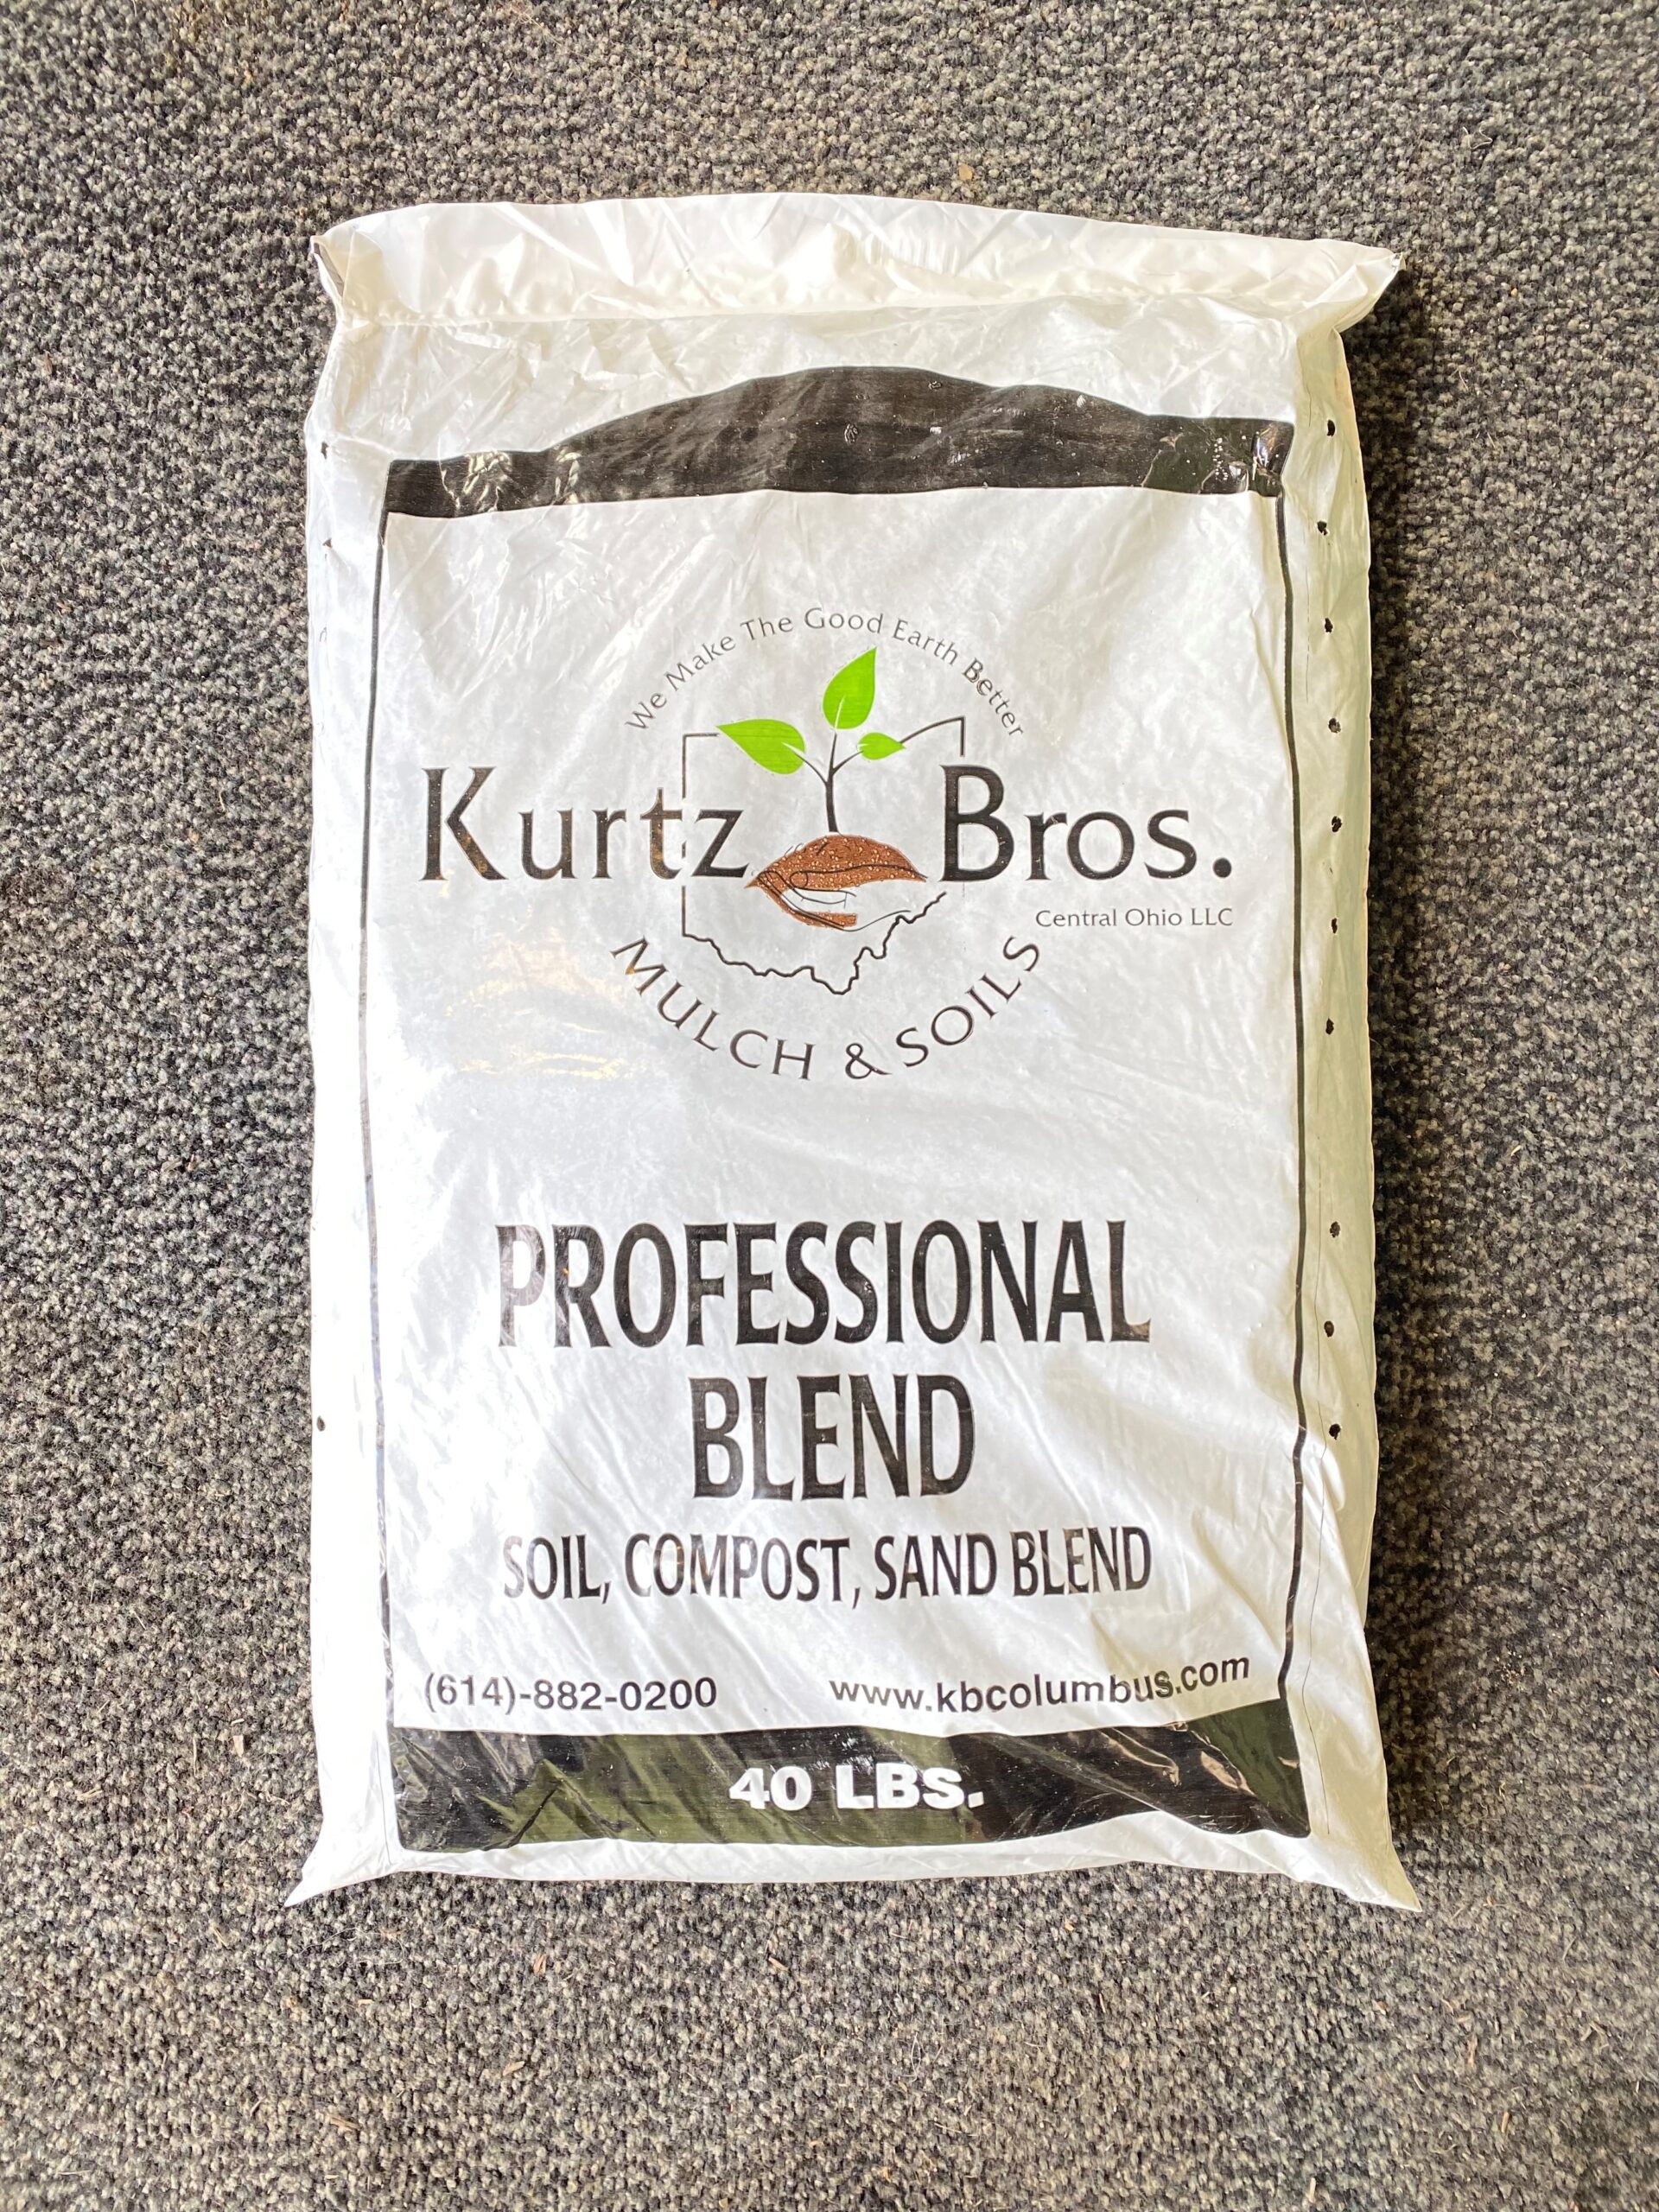 We Make The Good Earth Better
Kurtz Bros.
Central Ohio LLC
MULCH & SOILS
PROFESSIONAL
BLEND
SOIL, COMPOST, SAND BLEND
(614)-882-0200 www.kbcolumbus.com
40 LBS.